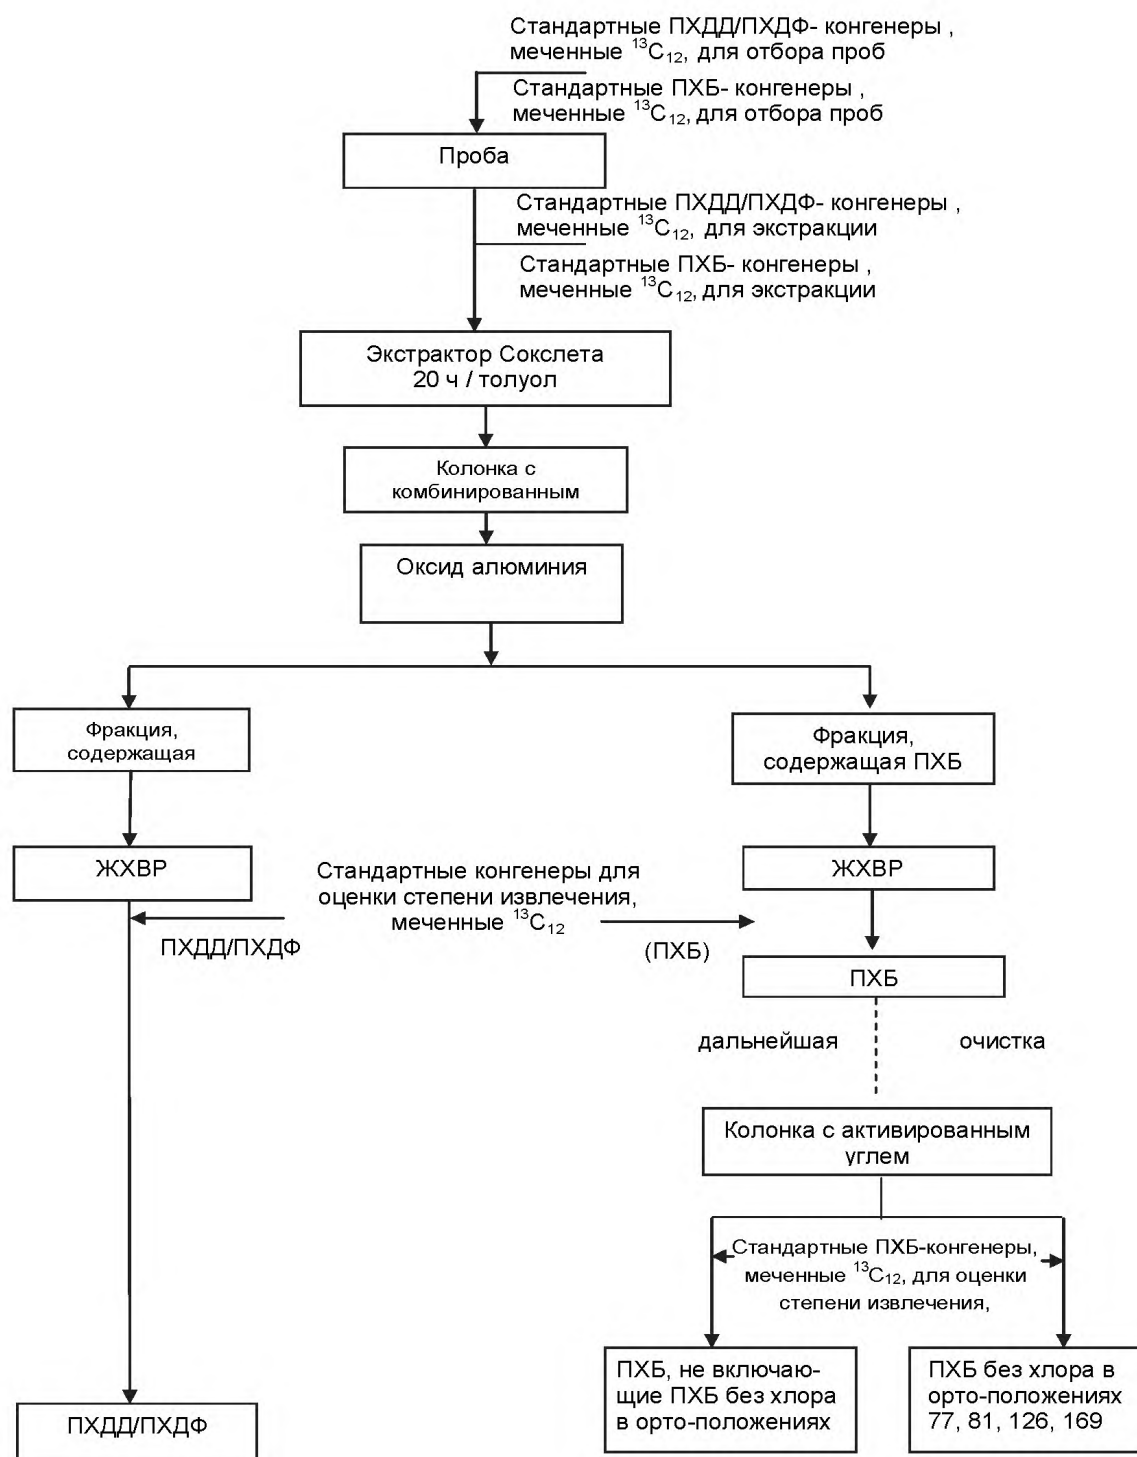 Стандартные ПХДД/ПХДФ- конгенеры ,
меченные ¹³C₁₂, для отбора проб
Стандартные ПХБ- конгенеры ,
меченные ¹³C₁₂, для отбора проб
Проба
Стандартные ПХДД/ПХДФ- конгенеры ,
меченные ¹³C₁₂, для экстракции
Стандартные ПХБ- конгенеры ,
меченные ¹³C₁₂, для экстракции
Экстрактор Сокслета
20 ч / толуол
Колонка с
комбинированным
Оксид алюминия
Фракция,
содержащая
Фракция,
содержащая ПХБ
ЖХВР
ЖХВР
Стандартные конгенеры для
оценки степени извлечения,
меченные ¹³C₁₂
ПХДД/ПХДФ
(ПХБ)
ПХБ
дальнейшая очистка
Колонка с активированным
углем
Стандартные ПХБ-конгенеры,
меченные ¹³C₁₂, для оценки
степени извлечения,
ПХБ, не включаю-
щие ПХБ без хлора
в орто-положениях
ПХБ без хлора в
орто-положениях
77, 81, 126, 169
ПХДД/ПХДФ